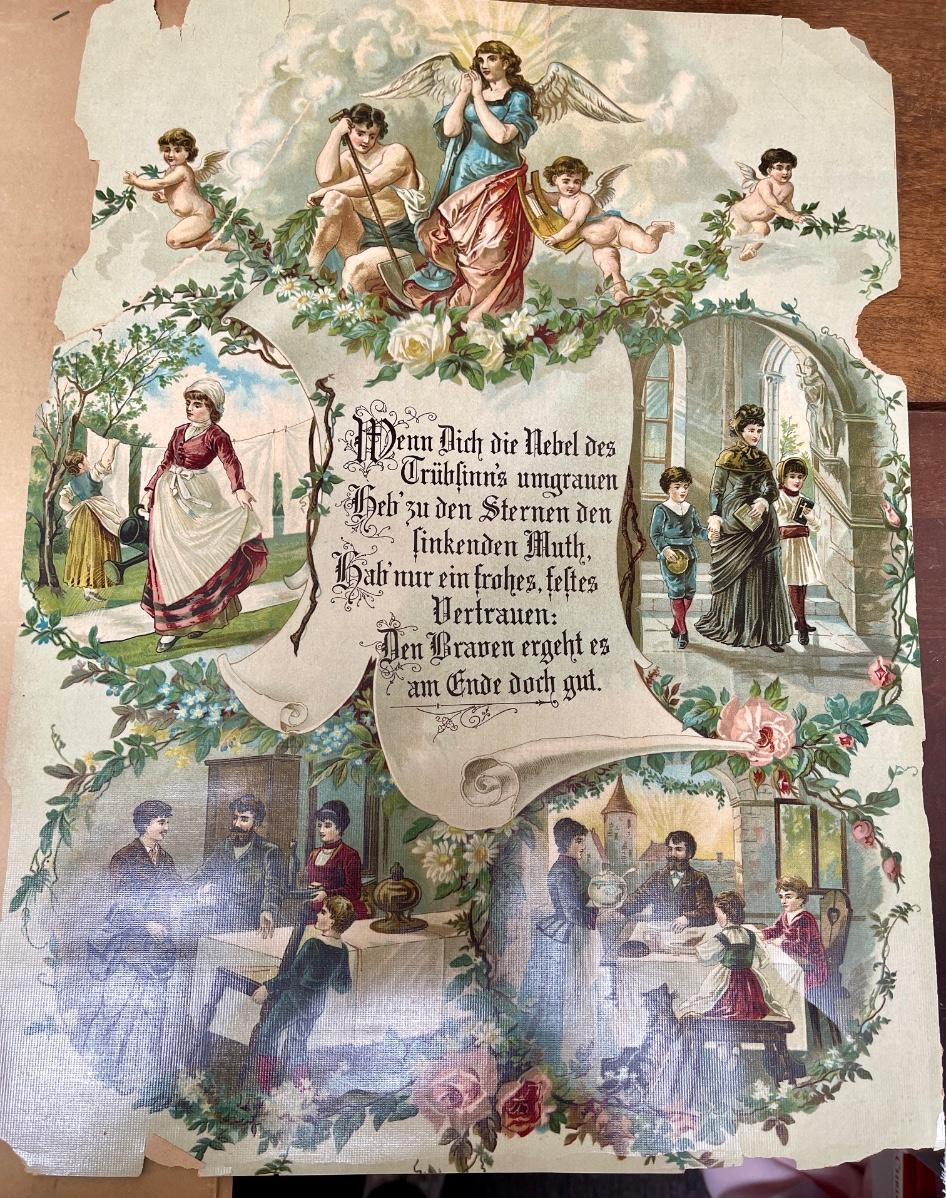 Wenn Dich die Nebel des
Trübsinn's umgrauen
Heb' zu den Sternen den
sinkenden Muth,
Hab' nur ein frohes, festes
Vertrauen:
Den Braven ergeht es
am Ende doch gut.